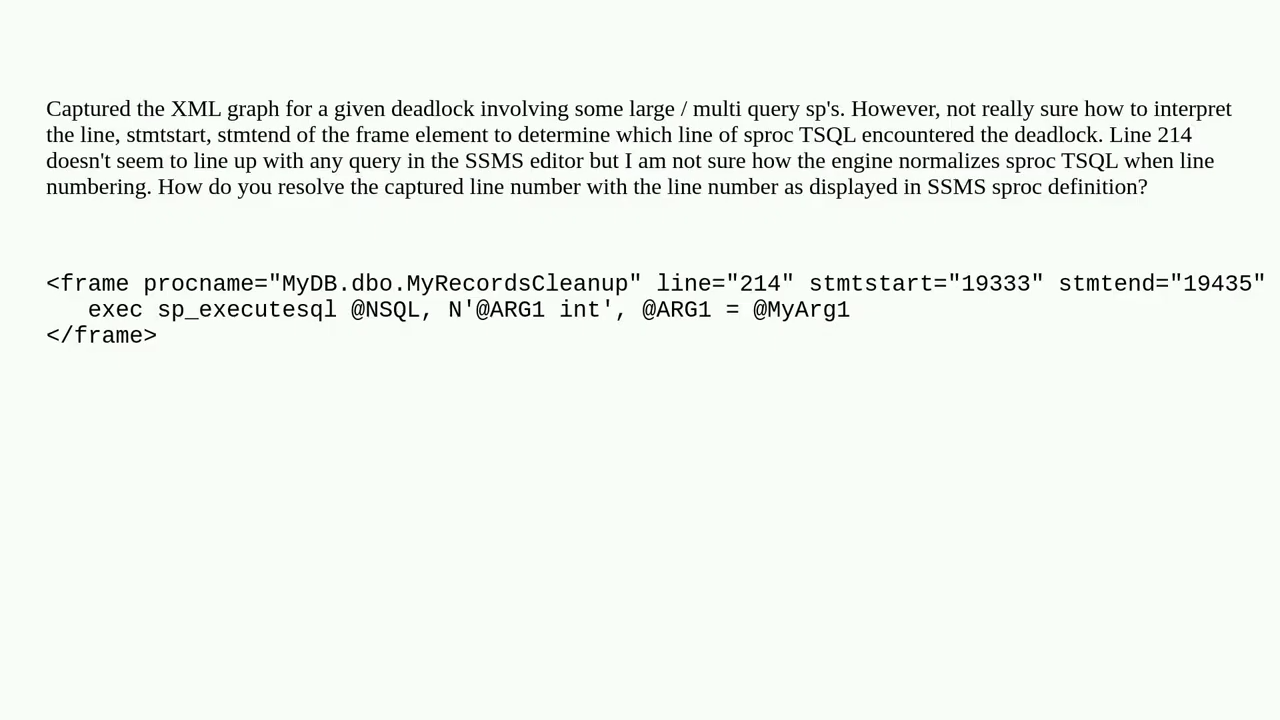 Captured the XML graph for a given deadlock involving some large / multi query sp's. However, not really sure how to interpret
the line, stmtstart, stmtend of the frame element to determine which line of sproc TSQL encountered the deadlock. Line 214
doesn't seem to line up with any query in the SSMS editor but I am not sure how the engine normalizes sproc TSQL when line
numbering. How do you resolve the captured line number with the line number as displayed in SSMS sproc definition?
<frame procname="MyDB.dbo.MyRecordsCleanup" line="214" stmtstart="19333" stmtend="19435"
   exec sp_executesql @NSQL, N'@ARG1 int', @ARG1 = @MyArg1
</frame>